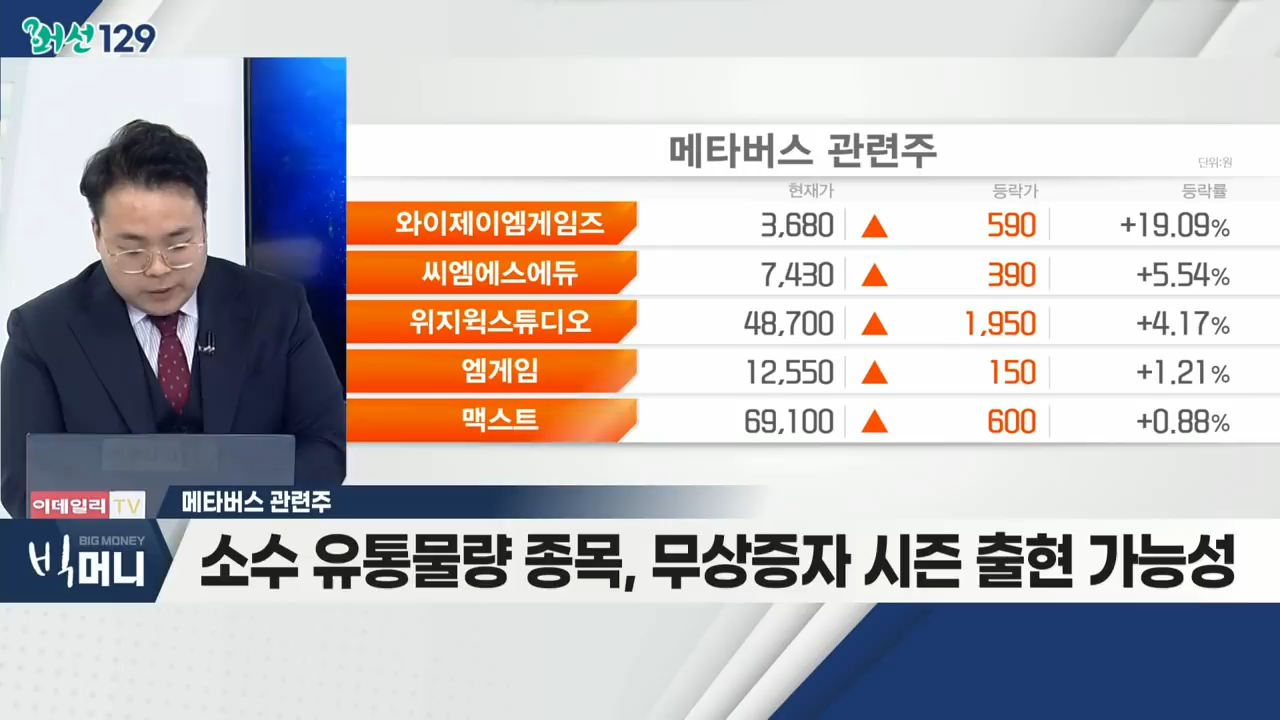 머선129
메타버스 관련주
단위:원
현재가 등락가 등락률
와이제이엠게임즈 3,680 ▲ 590 +19.09%
씨엠에스에듀 7,430 ▲ 390 +5.54%
위지윅스튜디오 48,700 ▲ 1,950 +4.17%
엠게임 12,550 ▲ 150 +1.21%
맥스트 69,100 ▲ 600 +0.88%
이데일리 TV
메타버스 관련주
BIG MONEY
빅머니
소수 유통물량 종목, 무상증자 시즌 출현 가능성